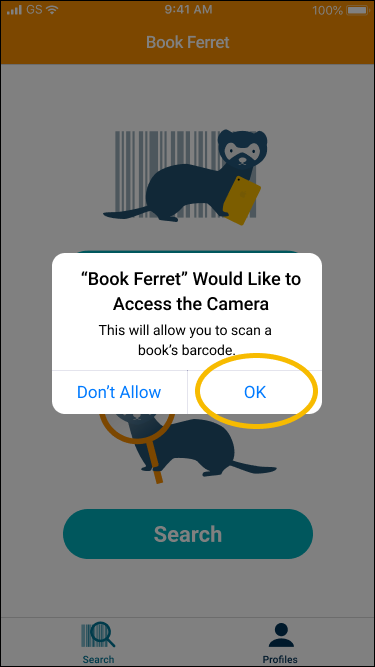 GS 9:41 AM 100%
Book Ferret
“Book Ferret” Would Like to
Access the Camera
This will allow you to scan a
book’s barcode.
Don’t Allow OK
Search
Search Profiles